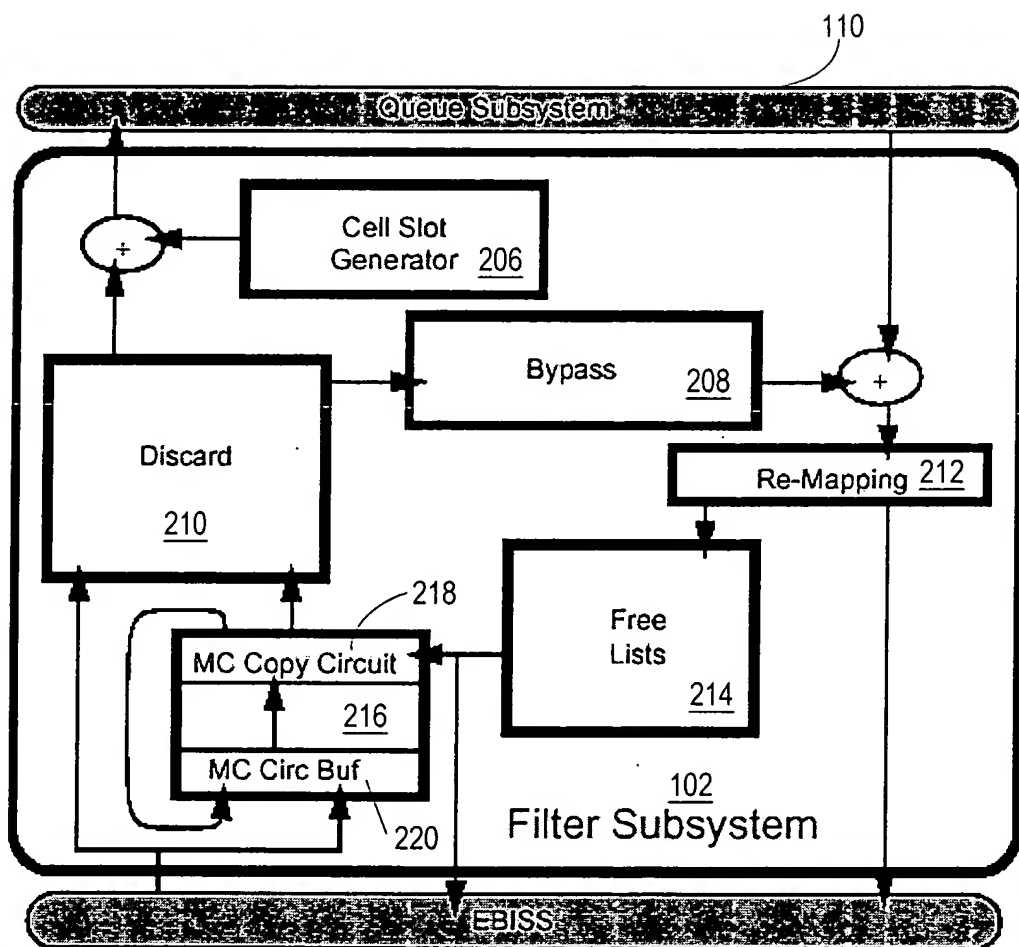 110
Queue Subsystem
Cell Slot
Generator 206
+
Bypass 208
+
Discard
210
Re-Mapping 212
218
Free
Lists
214
MC Copy Circuit
216
MC Circ Buf
220
102
Filter Subsystem
EBISS